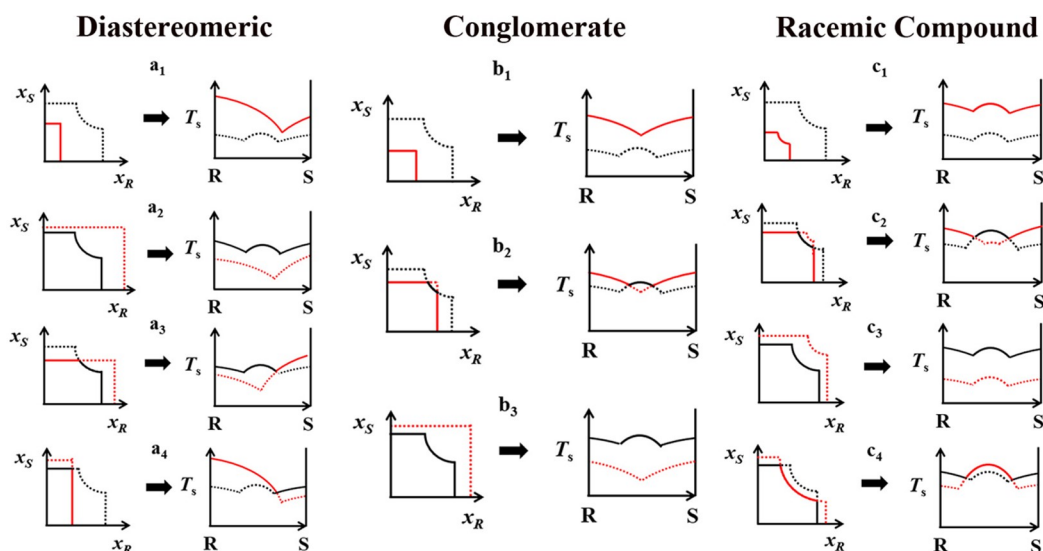 Diastereomeric
Conglomerate
Racemic Compound
a1
xS
xR
Ts
R
S
a2
xS
xR
Ts
R
S
a3
xS
xR
Ts
R
S
a4
xS
xR
Ts
R
S
b1
xS
xR
Ts
R
S
b2
xS
xR
Ts
R
S
b3
xS
xR
Ts
R
S
c1
xS
xR
Ts
R
S
c2
xS
xR
Ts
R
S
c3
xS
xR
Ts
R
S
c4
xS
xR
Ts
R
S